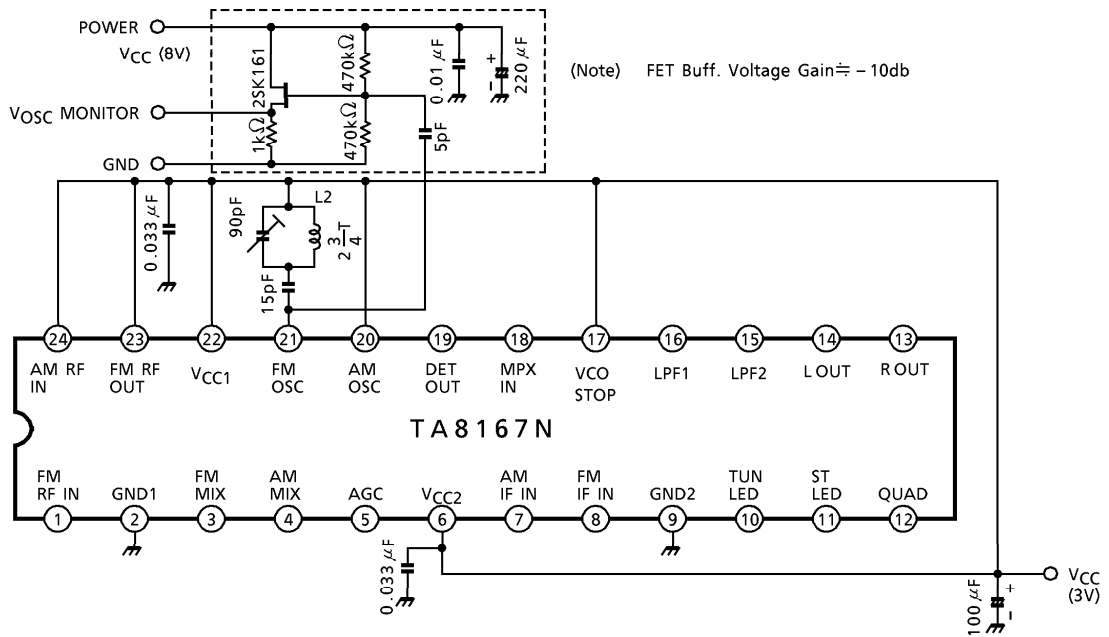 POWER
VCC (8V)
2SK161
470kΩ
0.01 μF
+
-
220 μF
(Note) FET Buff. Voltage Gain≒ -10db
VOSC MONITOR
1kΩ
470kΩ
5pF
GND
0.033 μF
90pF
L2
2 3/4 T
15pF
24 23 22 21 20 19 18 17 16 15 14 13
AM RF IN
FM RF OUT
VCC1
FM OSC
AM OSC
DET OUT
MPX IN
VCO STOP
LPF1
LPF2
L OUT
R OUT
TA8167N
FM RF IN
GND1
FM MIX
AM MIX
AGC
VCC2
AM IF IN
FM IF IN
GND2
TUN LED
ST LED
QUAD
1 2 3 4 5 6 7 8 9 10 11 12
0.033 μF
100 μF
+
-
VCC
(3V)